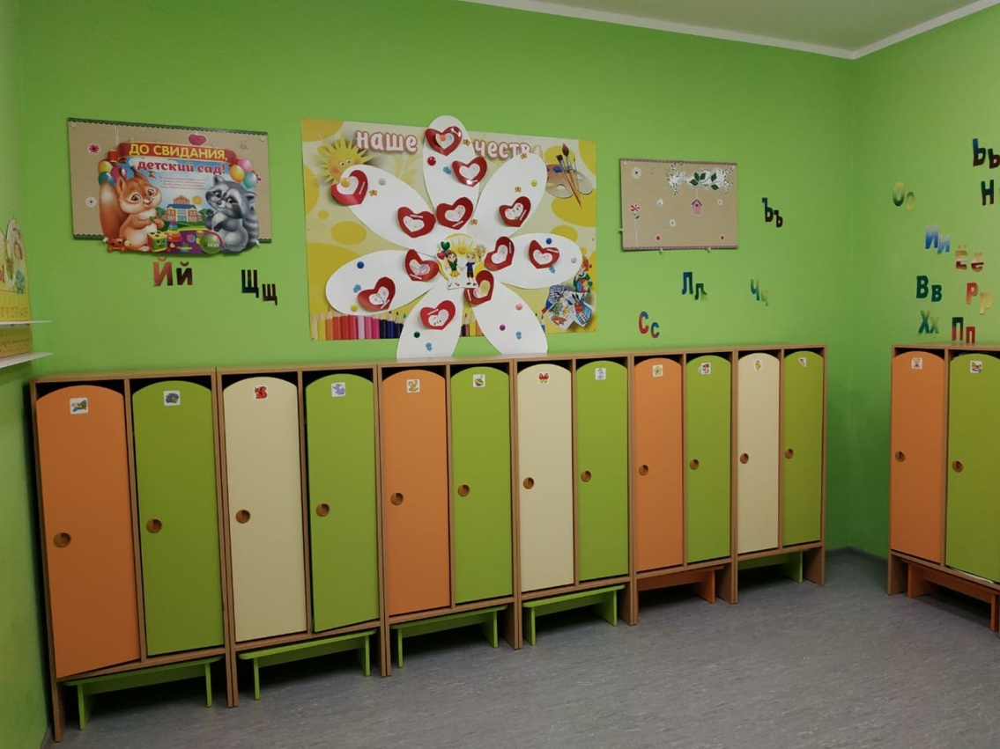 ДО СВИДАНИЯ,
детский сад!
наше
Йй
Щщ
Сс
Лл
Чч
Ъъ
Оо
Ии
Ёё
Вв
Рр
Хх
Пп
Ьь
Н